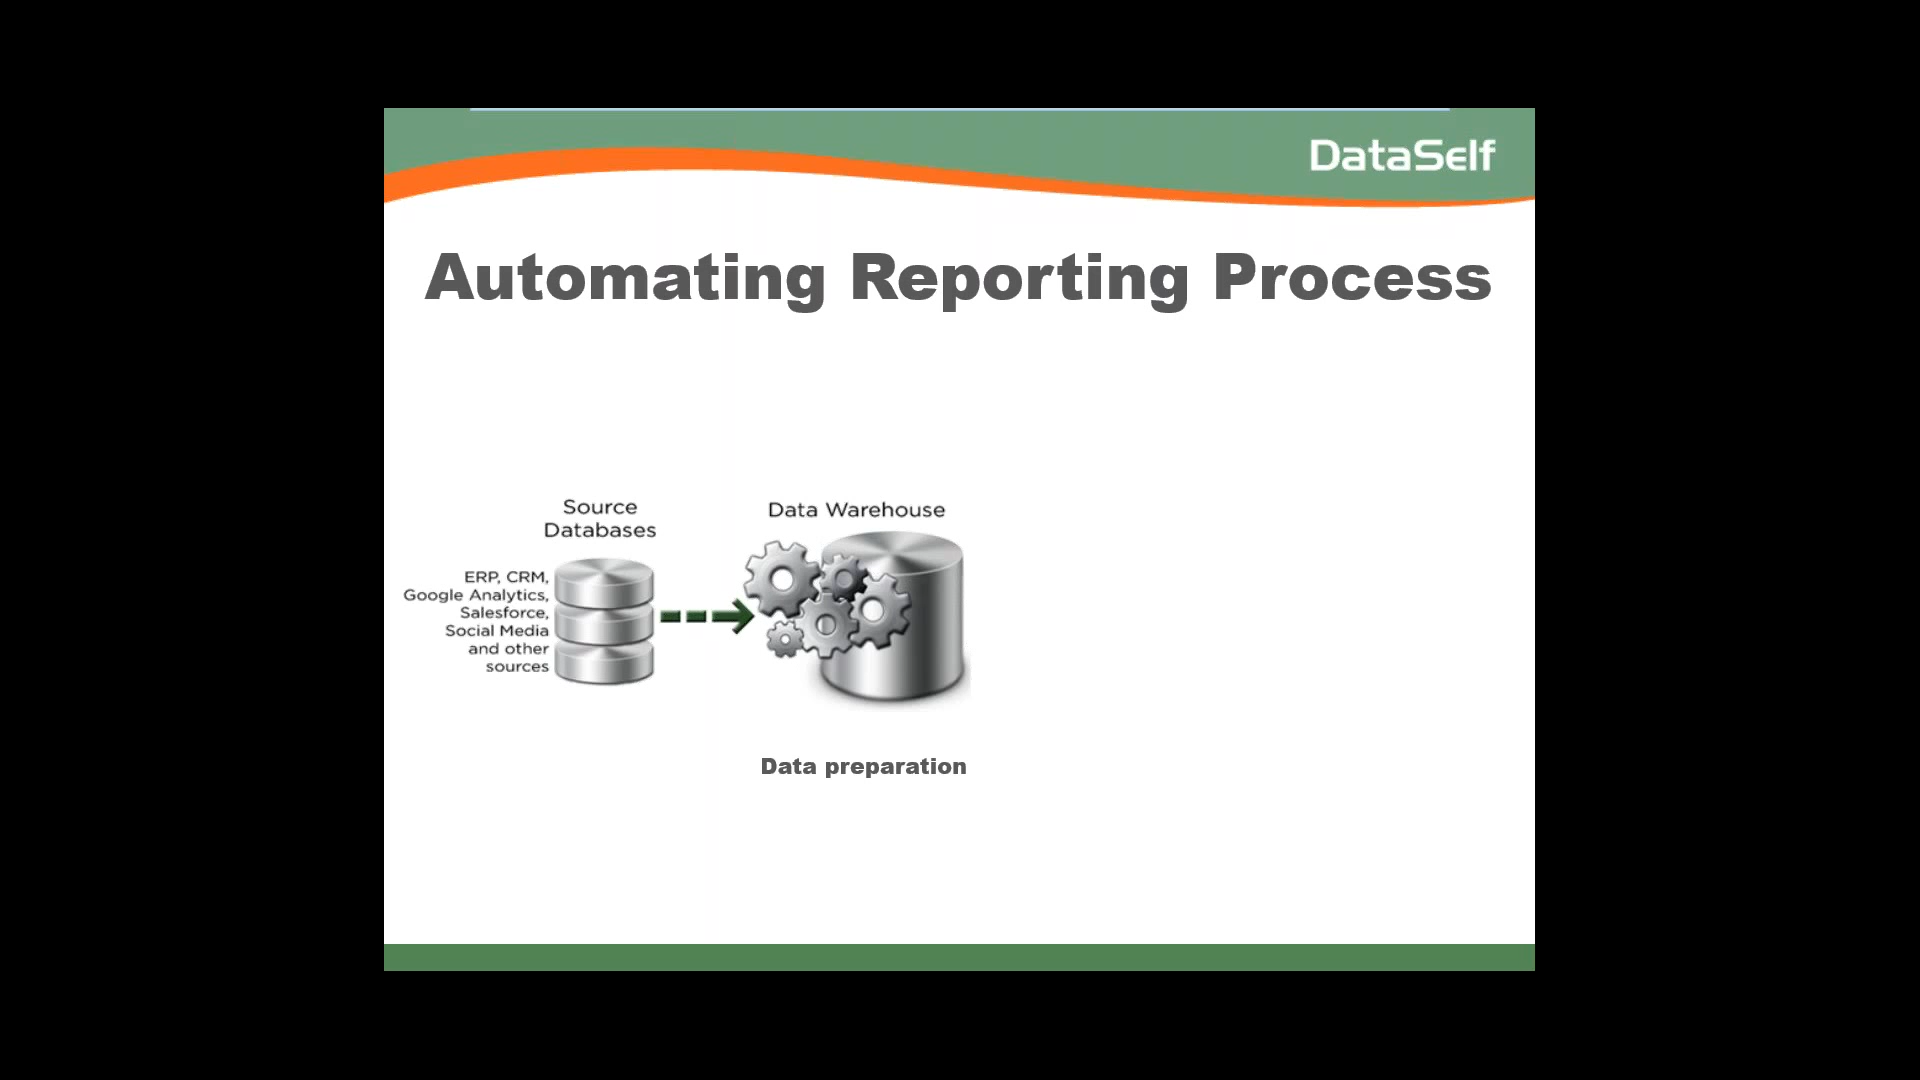 DataSelf
Automating Reporting Process
Source
Databases
ERP, CRM,
Google Analytics,
Salesforce,
Social Media
and other
sources
Data Warehouse
Data preparation